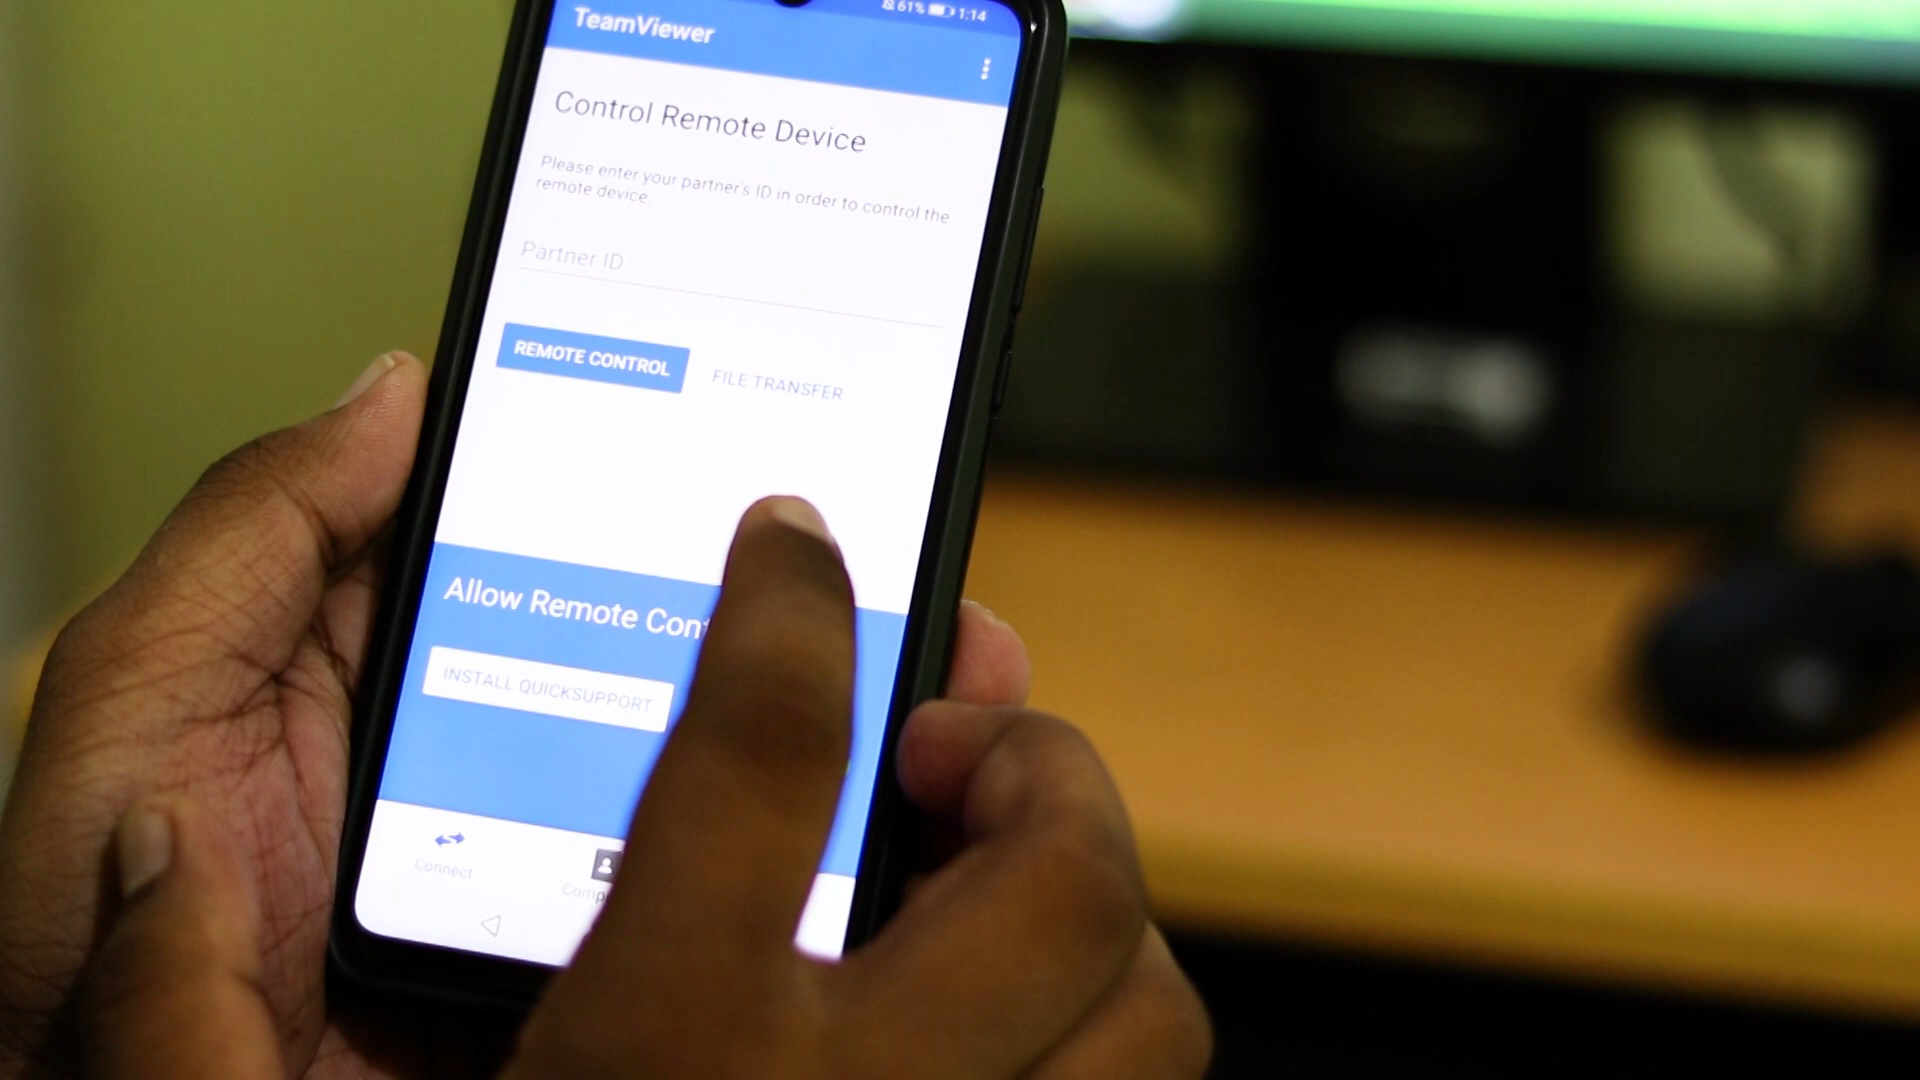 61% 1:14
TeamViewer
Control Remote Device
Please enter your partner's ID in order to control the
remote device.
Partner ID
REMOTE CONTROL
FILE TRANSFER
Allow Remote Con
INSTALL QUICKSUPPORT
Connect
Comp